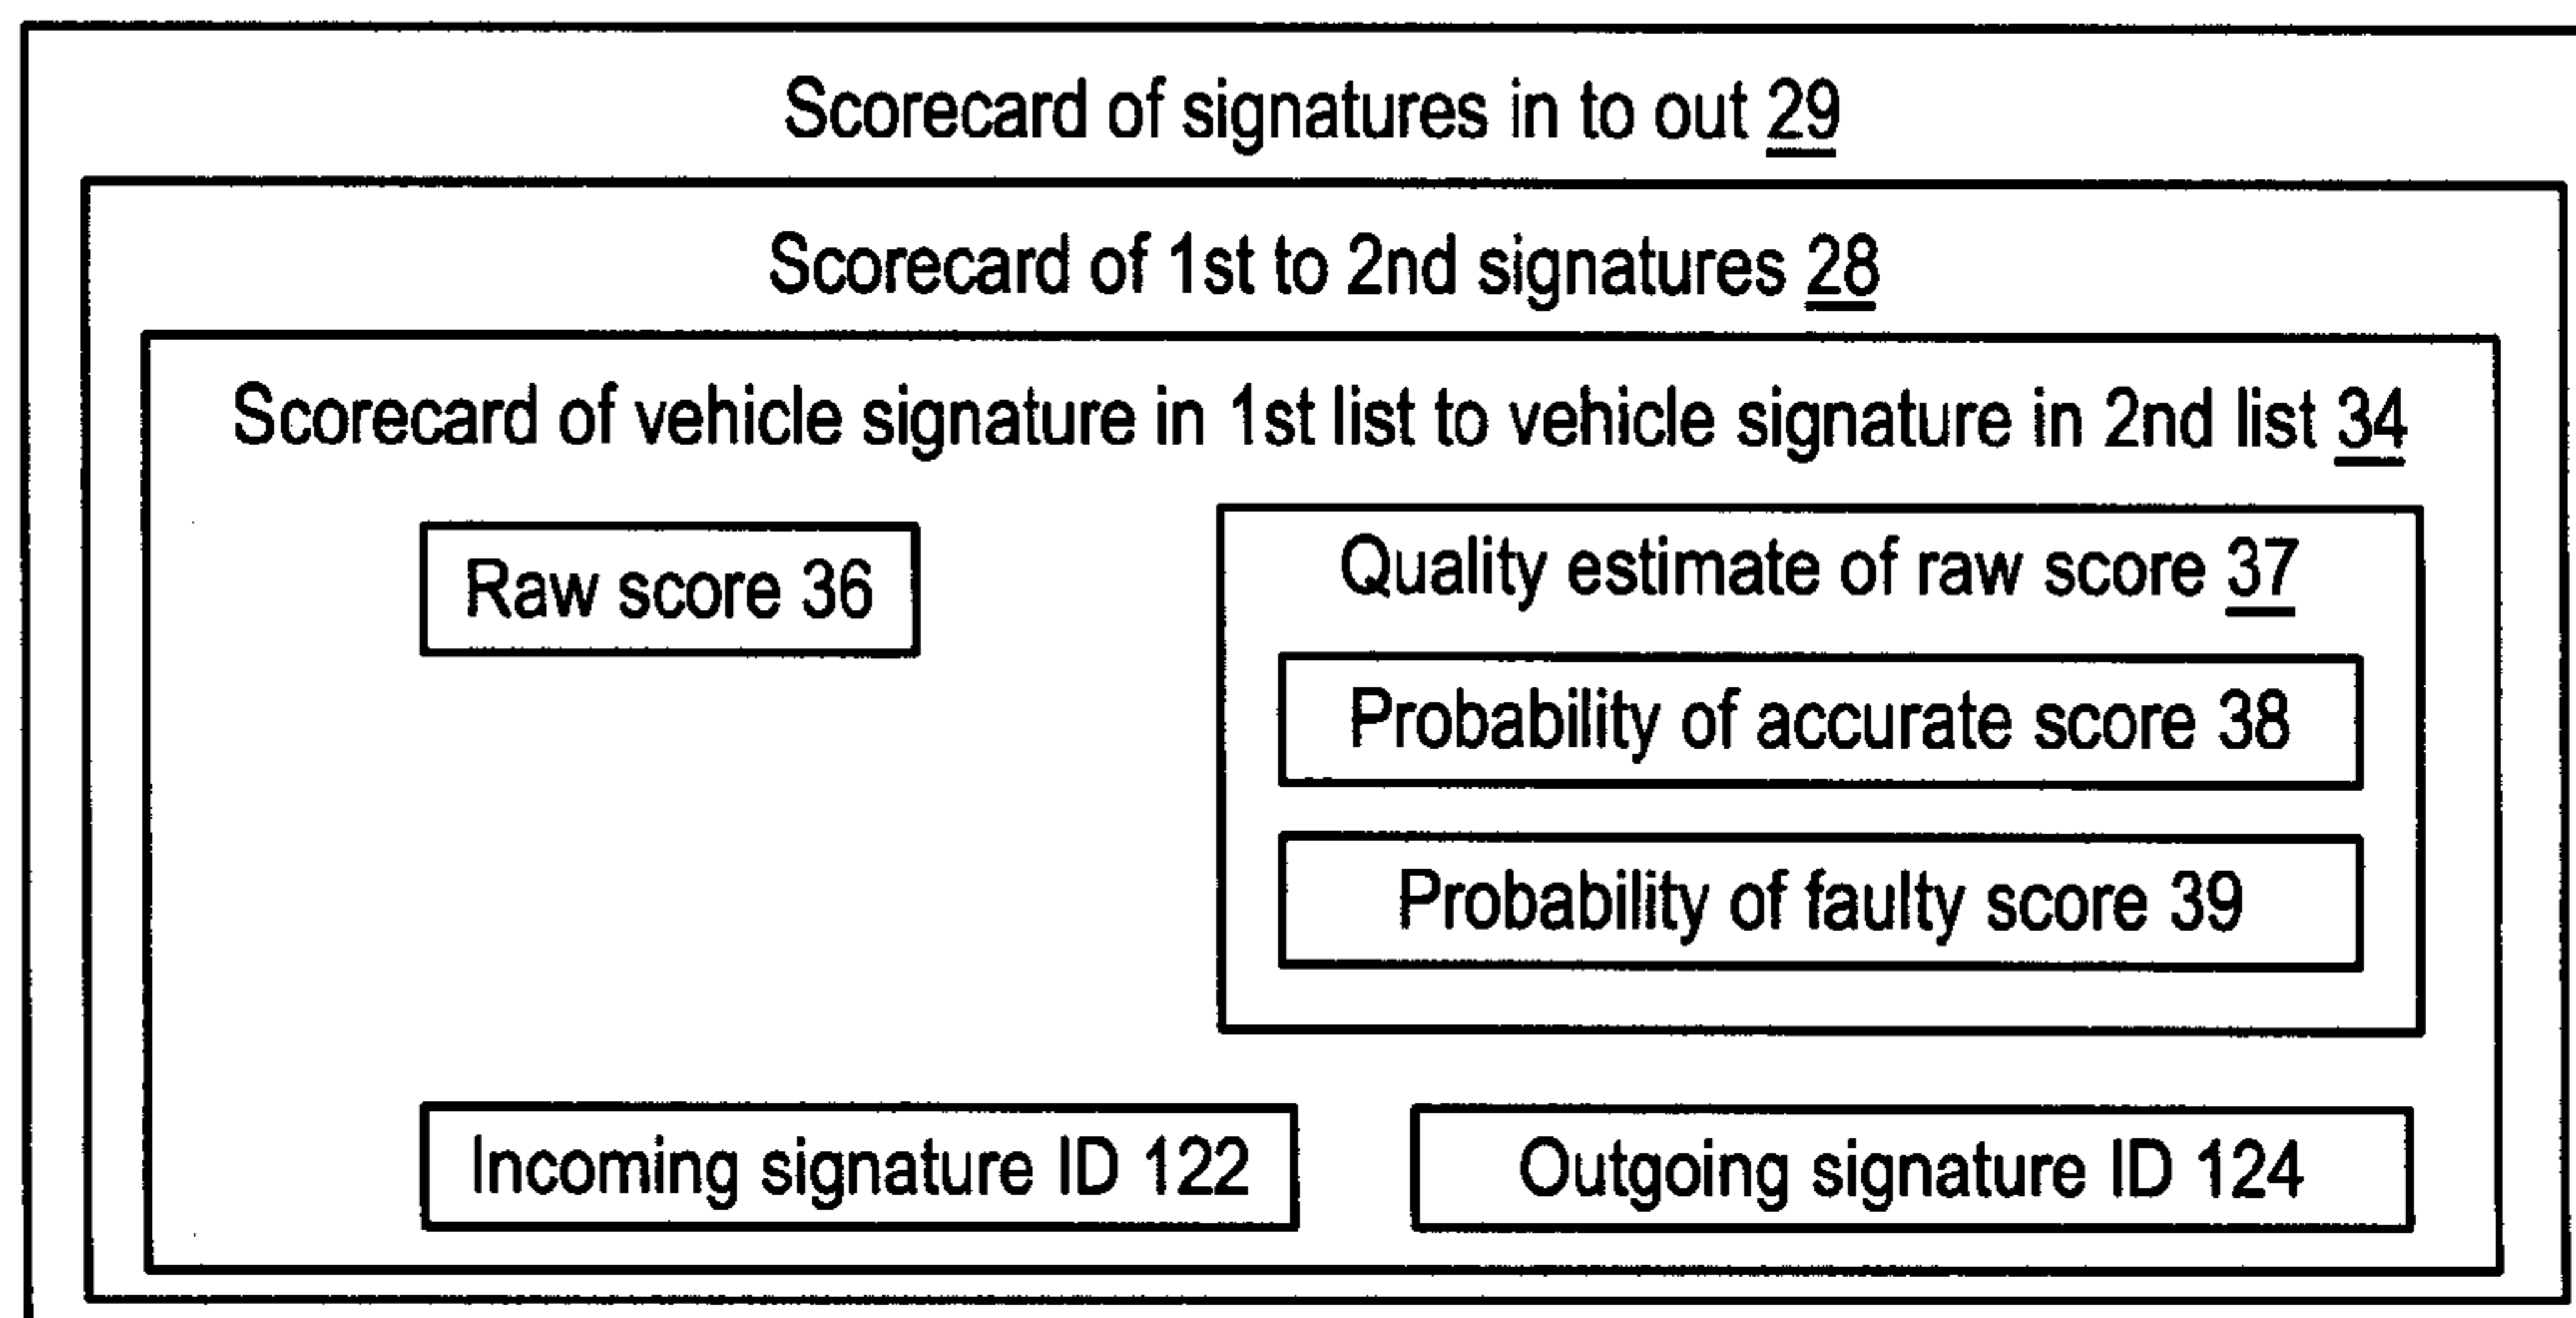 Scorecard of signatures in to out 29
Scorecard of 1st to 2nd signatures 28
Scorecard of vehicle signature in 1st list to vehicle signature in 2nd list 34
Raw score 36
Quality estimate of raw score 37
Probability of accurate score 38
Probability of faulty score 39
Incoming signature ID 122
Outgoing signature ID 124